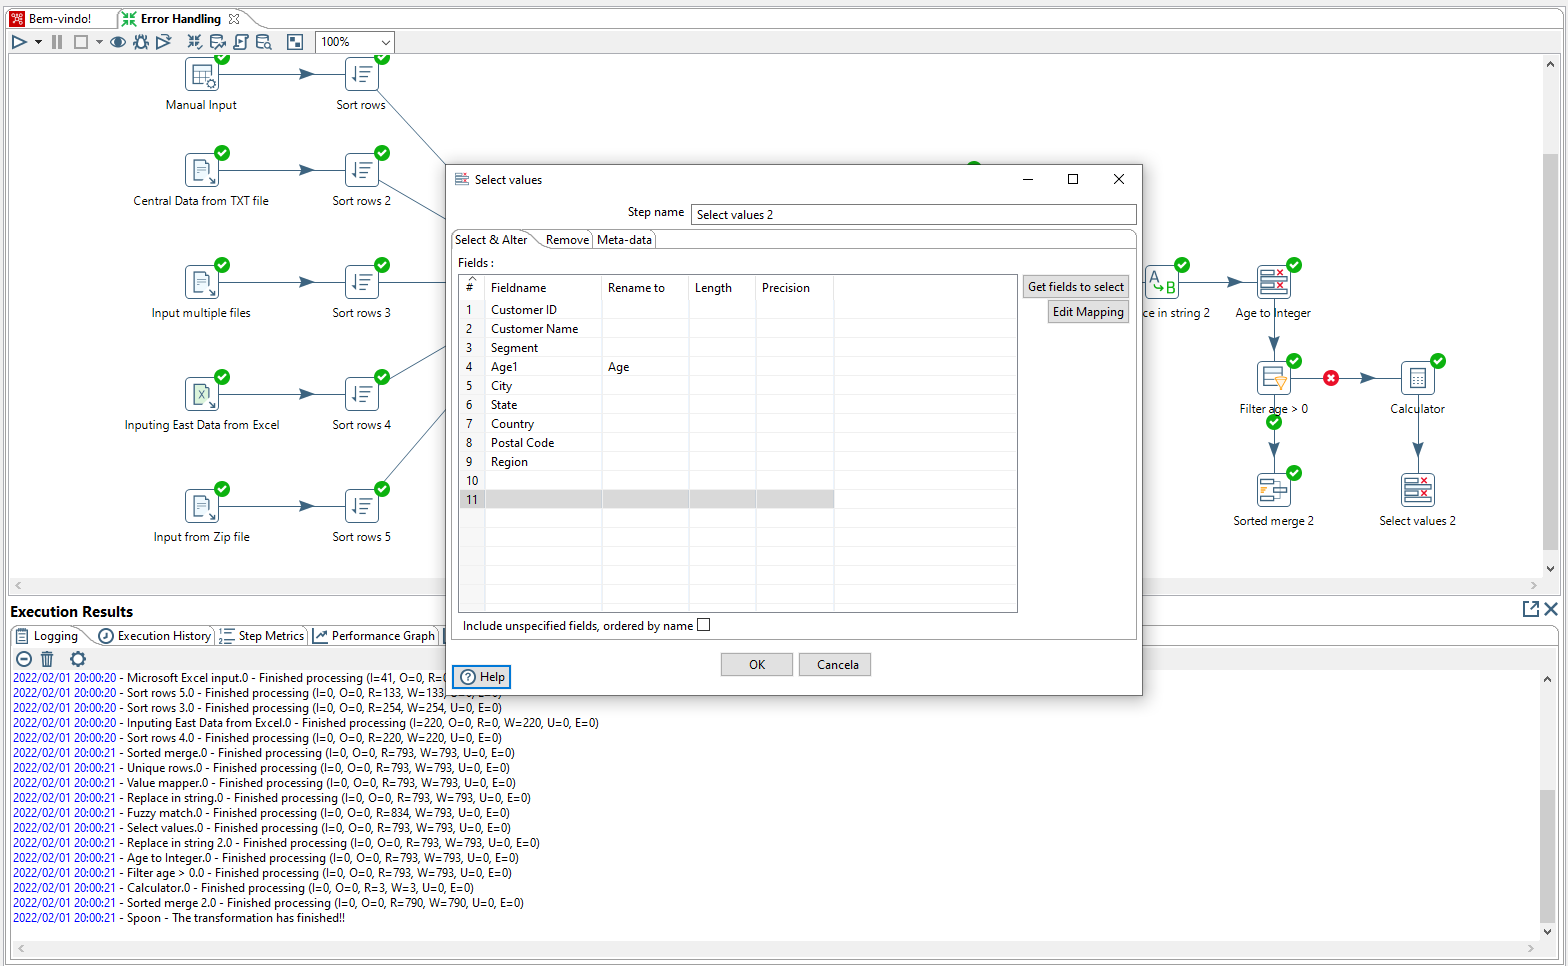 Bem-vindo!
Error Handling
100%
Manual Input
Sort rows
Central Data from TXT file
Sort rows 2
Input multiple files
Sort rows 3
Inputing East Data from Excel
Sort rows 4
Input from Zip file
Sort rows 5
Select values
Step name
Select values 2
Select & Alter
Remove
Meta-data
Fields :
# Fieldname Rename to Length Precision
1 Customer ID
2 Customer Name
3 Segment
4 Age1 Age
5 City
6 State
7 Country
8 Postal Code
9 Region
10
11
Get fields to select
Edit Mapping
Include unspecified fields, ordered by name
OK
Cancela
Help
A
B
ce in string 2
Age to Integer
Filter age > 0
Calculator
Sorted merge 2
Select values 2
Execution Results
Logging
Execution History
Step Metrics
Performance Graph
2022/02/01 20:00:20 - Microsoft Excel input.0 - Finished processing (I=41, O=0, R=0
2022/02/01 20:00:20 - Sort rows 5.0 - Finished processing (I=0, O=0, R=133, W=133, U=0, E=0)
2022/02/01 20:00:20 - Sort rows 3.0 - Finished processing (I=0, O=0, R=254, W=254, U=0, E=0)
2022/02/01 20:00:20 - Inputing East Data from Excel.0 - Finished processing (I=220, O=0, R=0, W=220, U=0, E=0)
2022/02/01 20:00:20 - Sort rows 4.0 - Finished processing (I=0, O=0, R=220, W=220, U=0, E=0)
2022/02/01 20:00:21 - Sorted merge.0 - Finished processing (I=0, O=0, R=793, W=793, U=0, E=0)
2022/02/01 20:00:21 - Unique rows.0 - Finished processing (I=0, O=0, R=793, W=793, U=0, E=0)
2022/02/01 20:00:21 - Value mapper.0 - Finished processing (I=0, O=0, R=793, W=793, U=0, E=0)
2022/02/01 20:00:21 - Replace in string.0 - Finished processing (I=0, O=0, R=793, W=793, U=0, E=0)
2022/02/01 20:00:21 - Fuzzy match.0 - Finished processing (I=0, O=0, R=834, W=793, U=0, E=0)
2022/02/01 20:00:21 - Select values.0 - Finished processing (I=0, O=0, R=793, W=793, U=0, E=0)
2022/02/01 20:00:21 - Replace in string 2.0 - Finished processing (I=0, O=0, R=793, W=793, U=0, E=0)
2022/02/01 20:00:21 - Age to Integer.0 - Finished processing (I=0, O=0, R=793, W=793, U=0, E=0)
2022/02/01 20:00:21 - Filter age > 0.0 - Finished processing (I=0, O=0, R=793, W=793, U=0, E=0)
2022/02/01 20:00:21 - Calculator.0 - Finished processing (I=0, O=0, R=3, W=3, U=0, E=0)
2022/02/01 20:00:21 - Sorted merge 2.0 - Finished processing (I=0, O=0, R=790, W=790, U=0, E=0)
2022/02/01 20:00:21 - Spoon - The transformation has finished!!